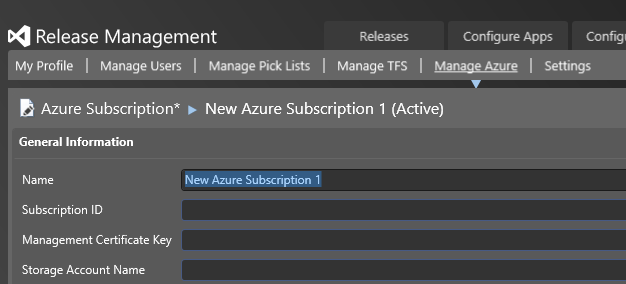 Release Management
Releases
Configure Apps
Config
My Profile | Manage Users | Manage Pick Lists | Manage TFS | Manage Azure | Settings
Azure Subscription* ▶ New Azure Subscription 1 (Active)
General Information
Name
New Azure Subscription 1
Subscription ID
Management Certificate Key
Storage Account Name